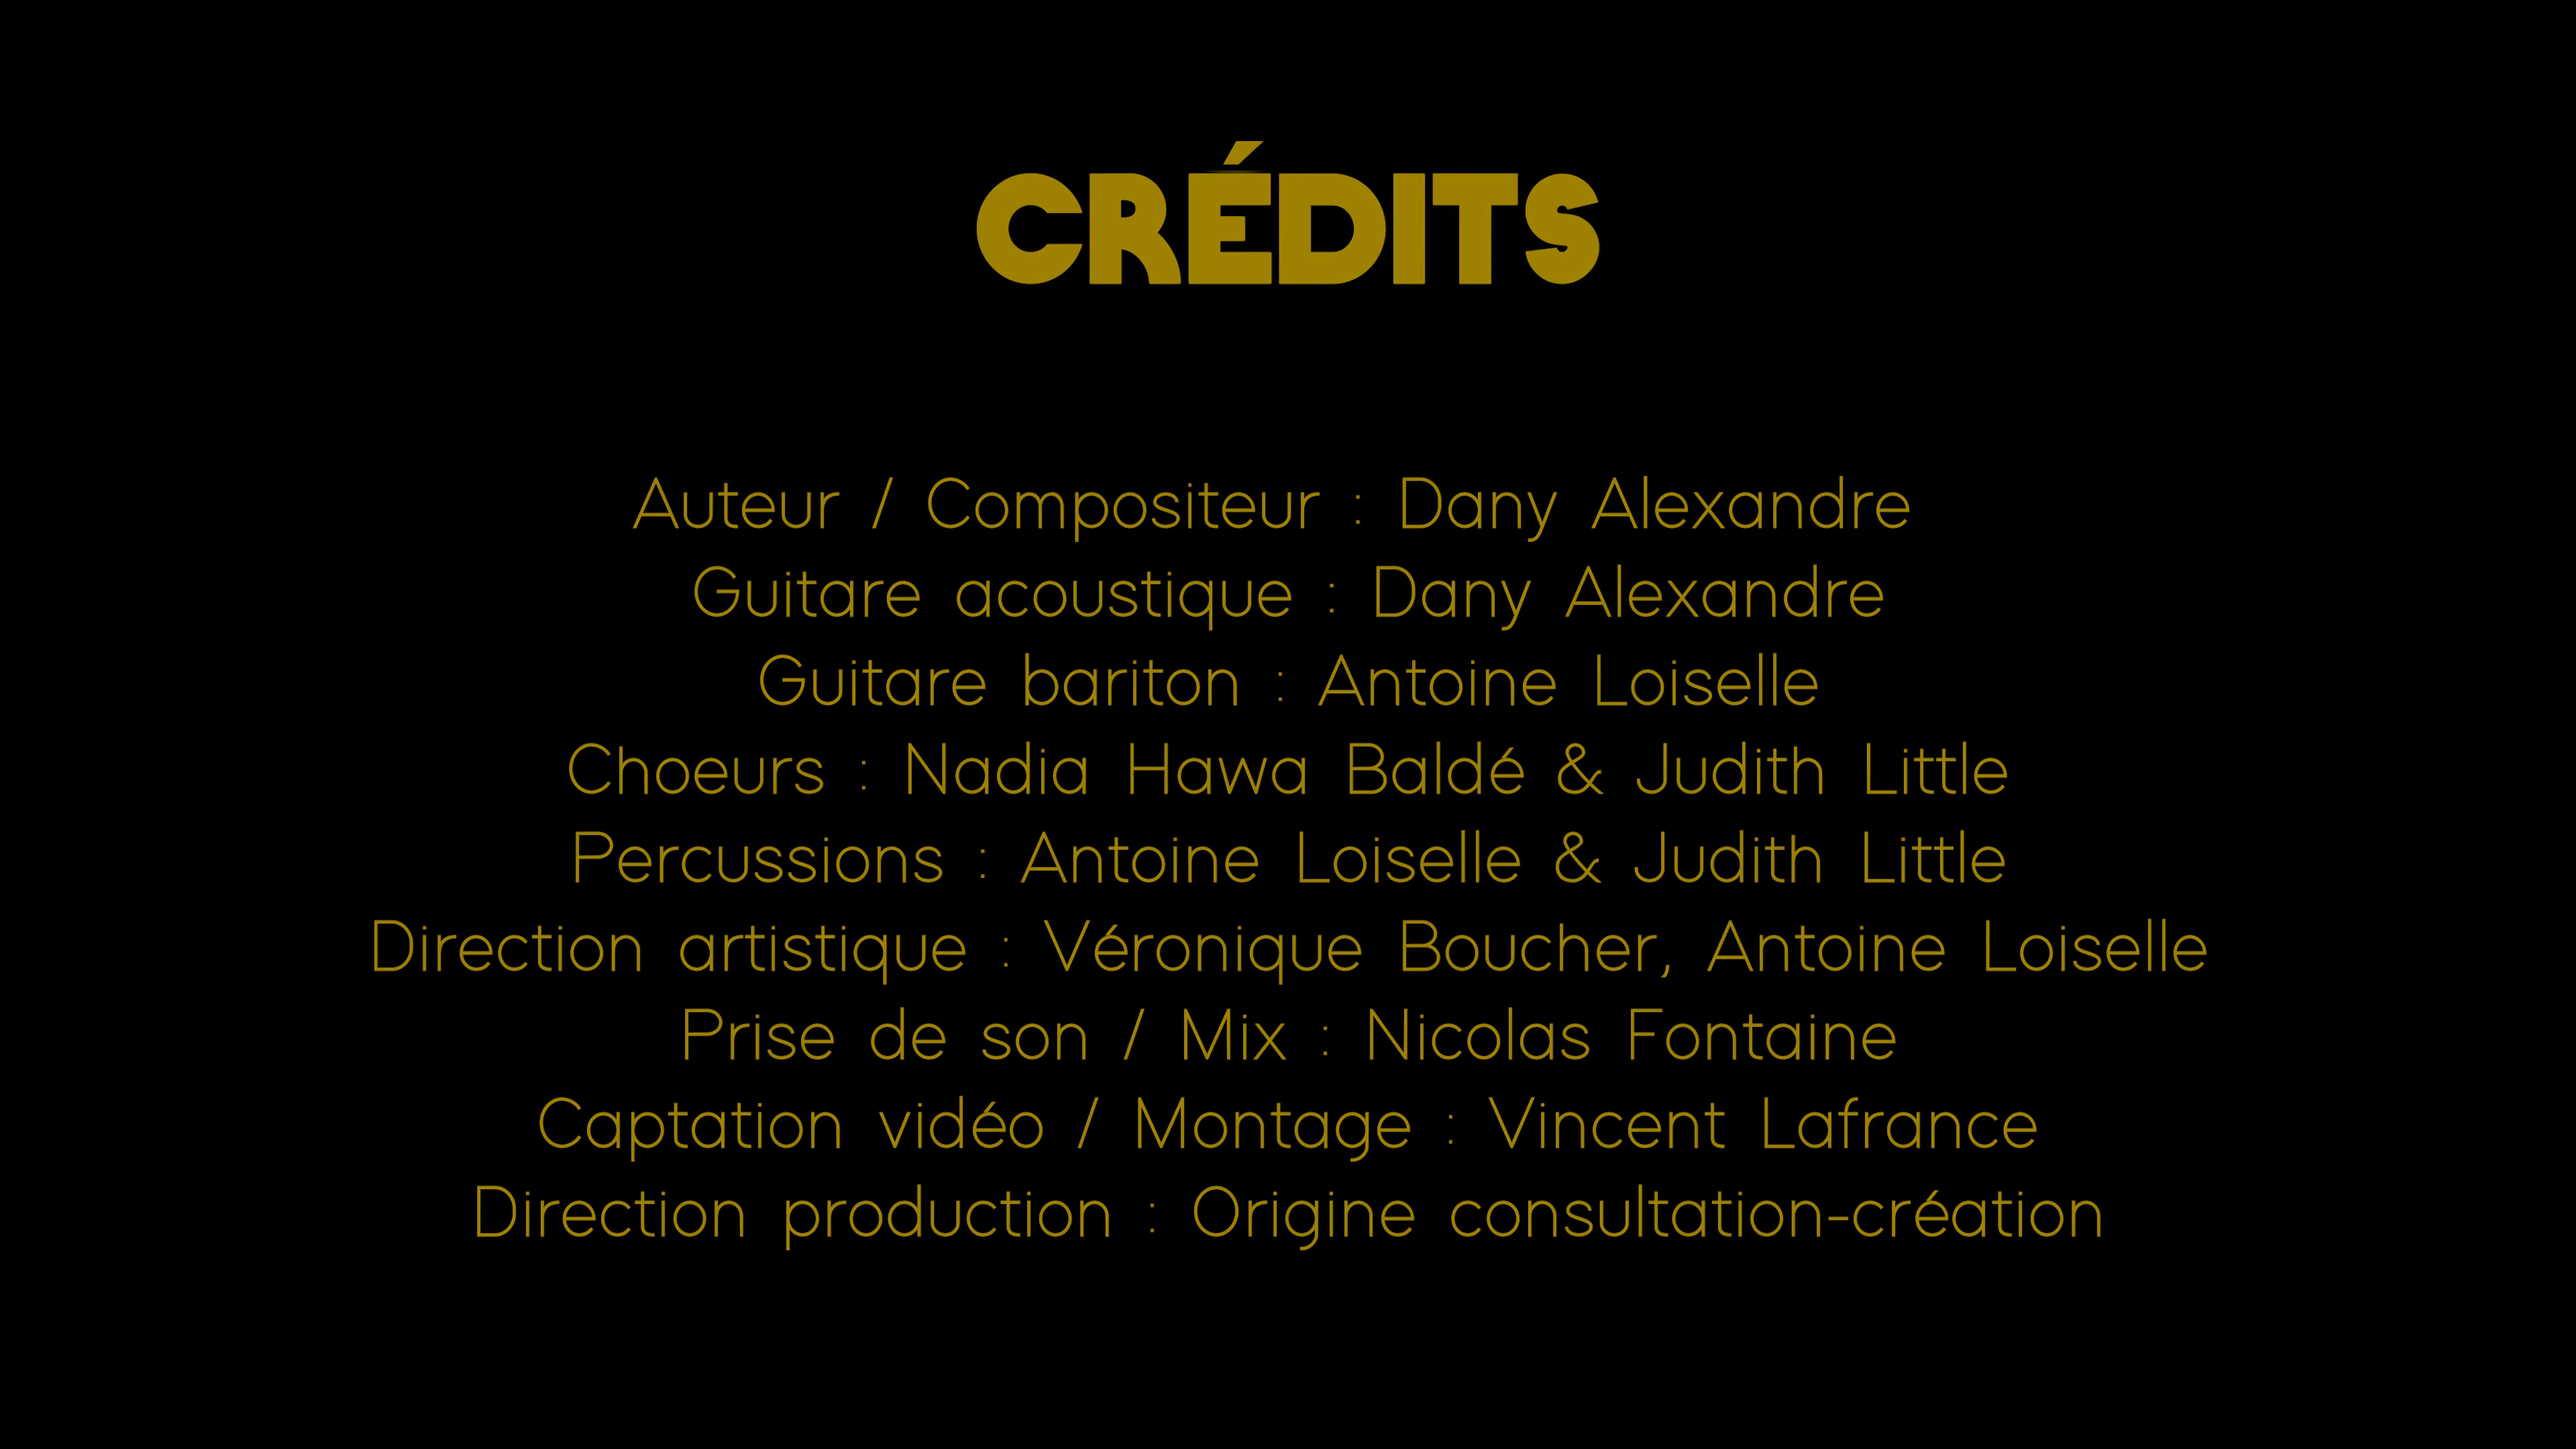 CRÉDITS
Auteur / Compositeur : Dany Alexandre
Guitare acoustique : Dany Alexandre
Guitare bariton : Antoine Loiselle
Choeurs : Nadia Hawa Baldé & Judith Little
Percussions : Antoine Loiselle & Judith Little
Direction artistique : Véronique Boucher, Antoine Loiselle
Prise de son / Mix : Nicolas Fontaine
Captation vidéo / Montage : Vincent Lafrance
Direction production : Origine consultation-création